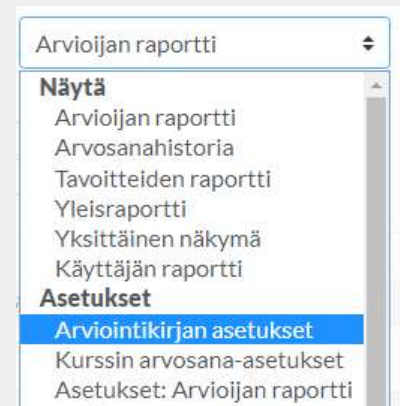 Arvioijan raportti
Näytä
Arvioijan raportti
Arvosanahistoria
Tavoitteiden raportti
Yleisraportti
Yksittäinen näkymä
Käyttäjän raportti
Asetukset
Arviointikirjan asetukset
Kurssin arvosana-asetukset
Asetukset: Arvioijan raportti